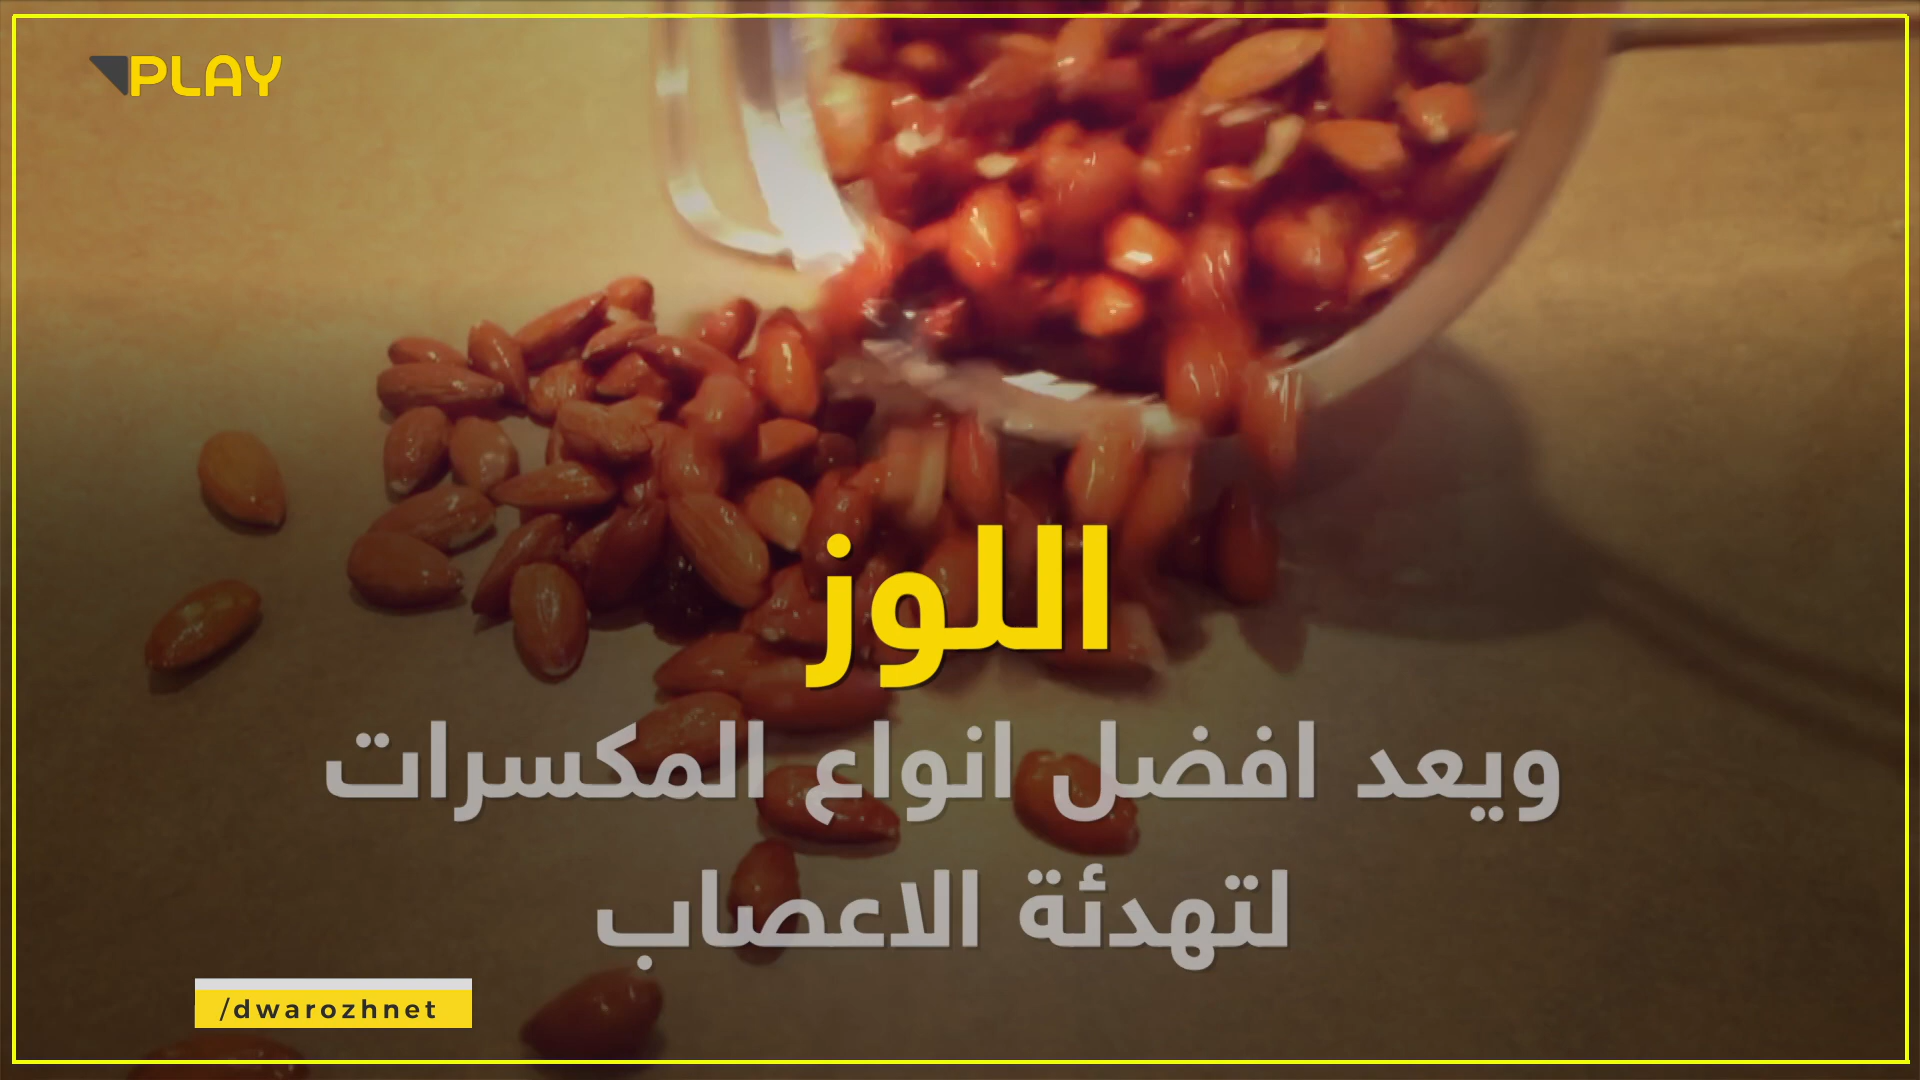 PLAY
اللوز
ويعد افضل انواع المكسرات
لتهدئة الاعصاب
/dwarozhnet